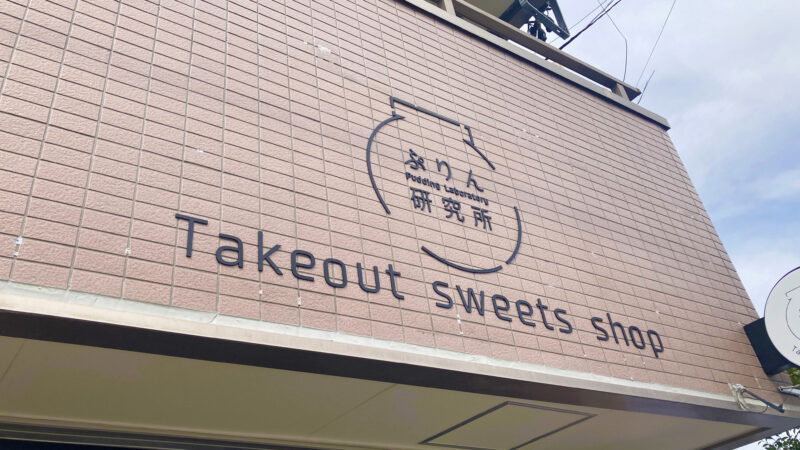 ぷりん
Pudding Laboratory
研究所
Takeout sweets shop